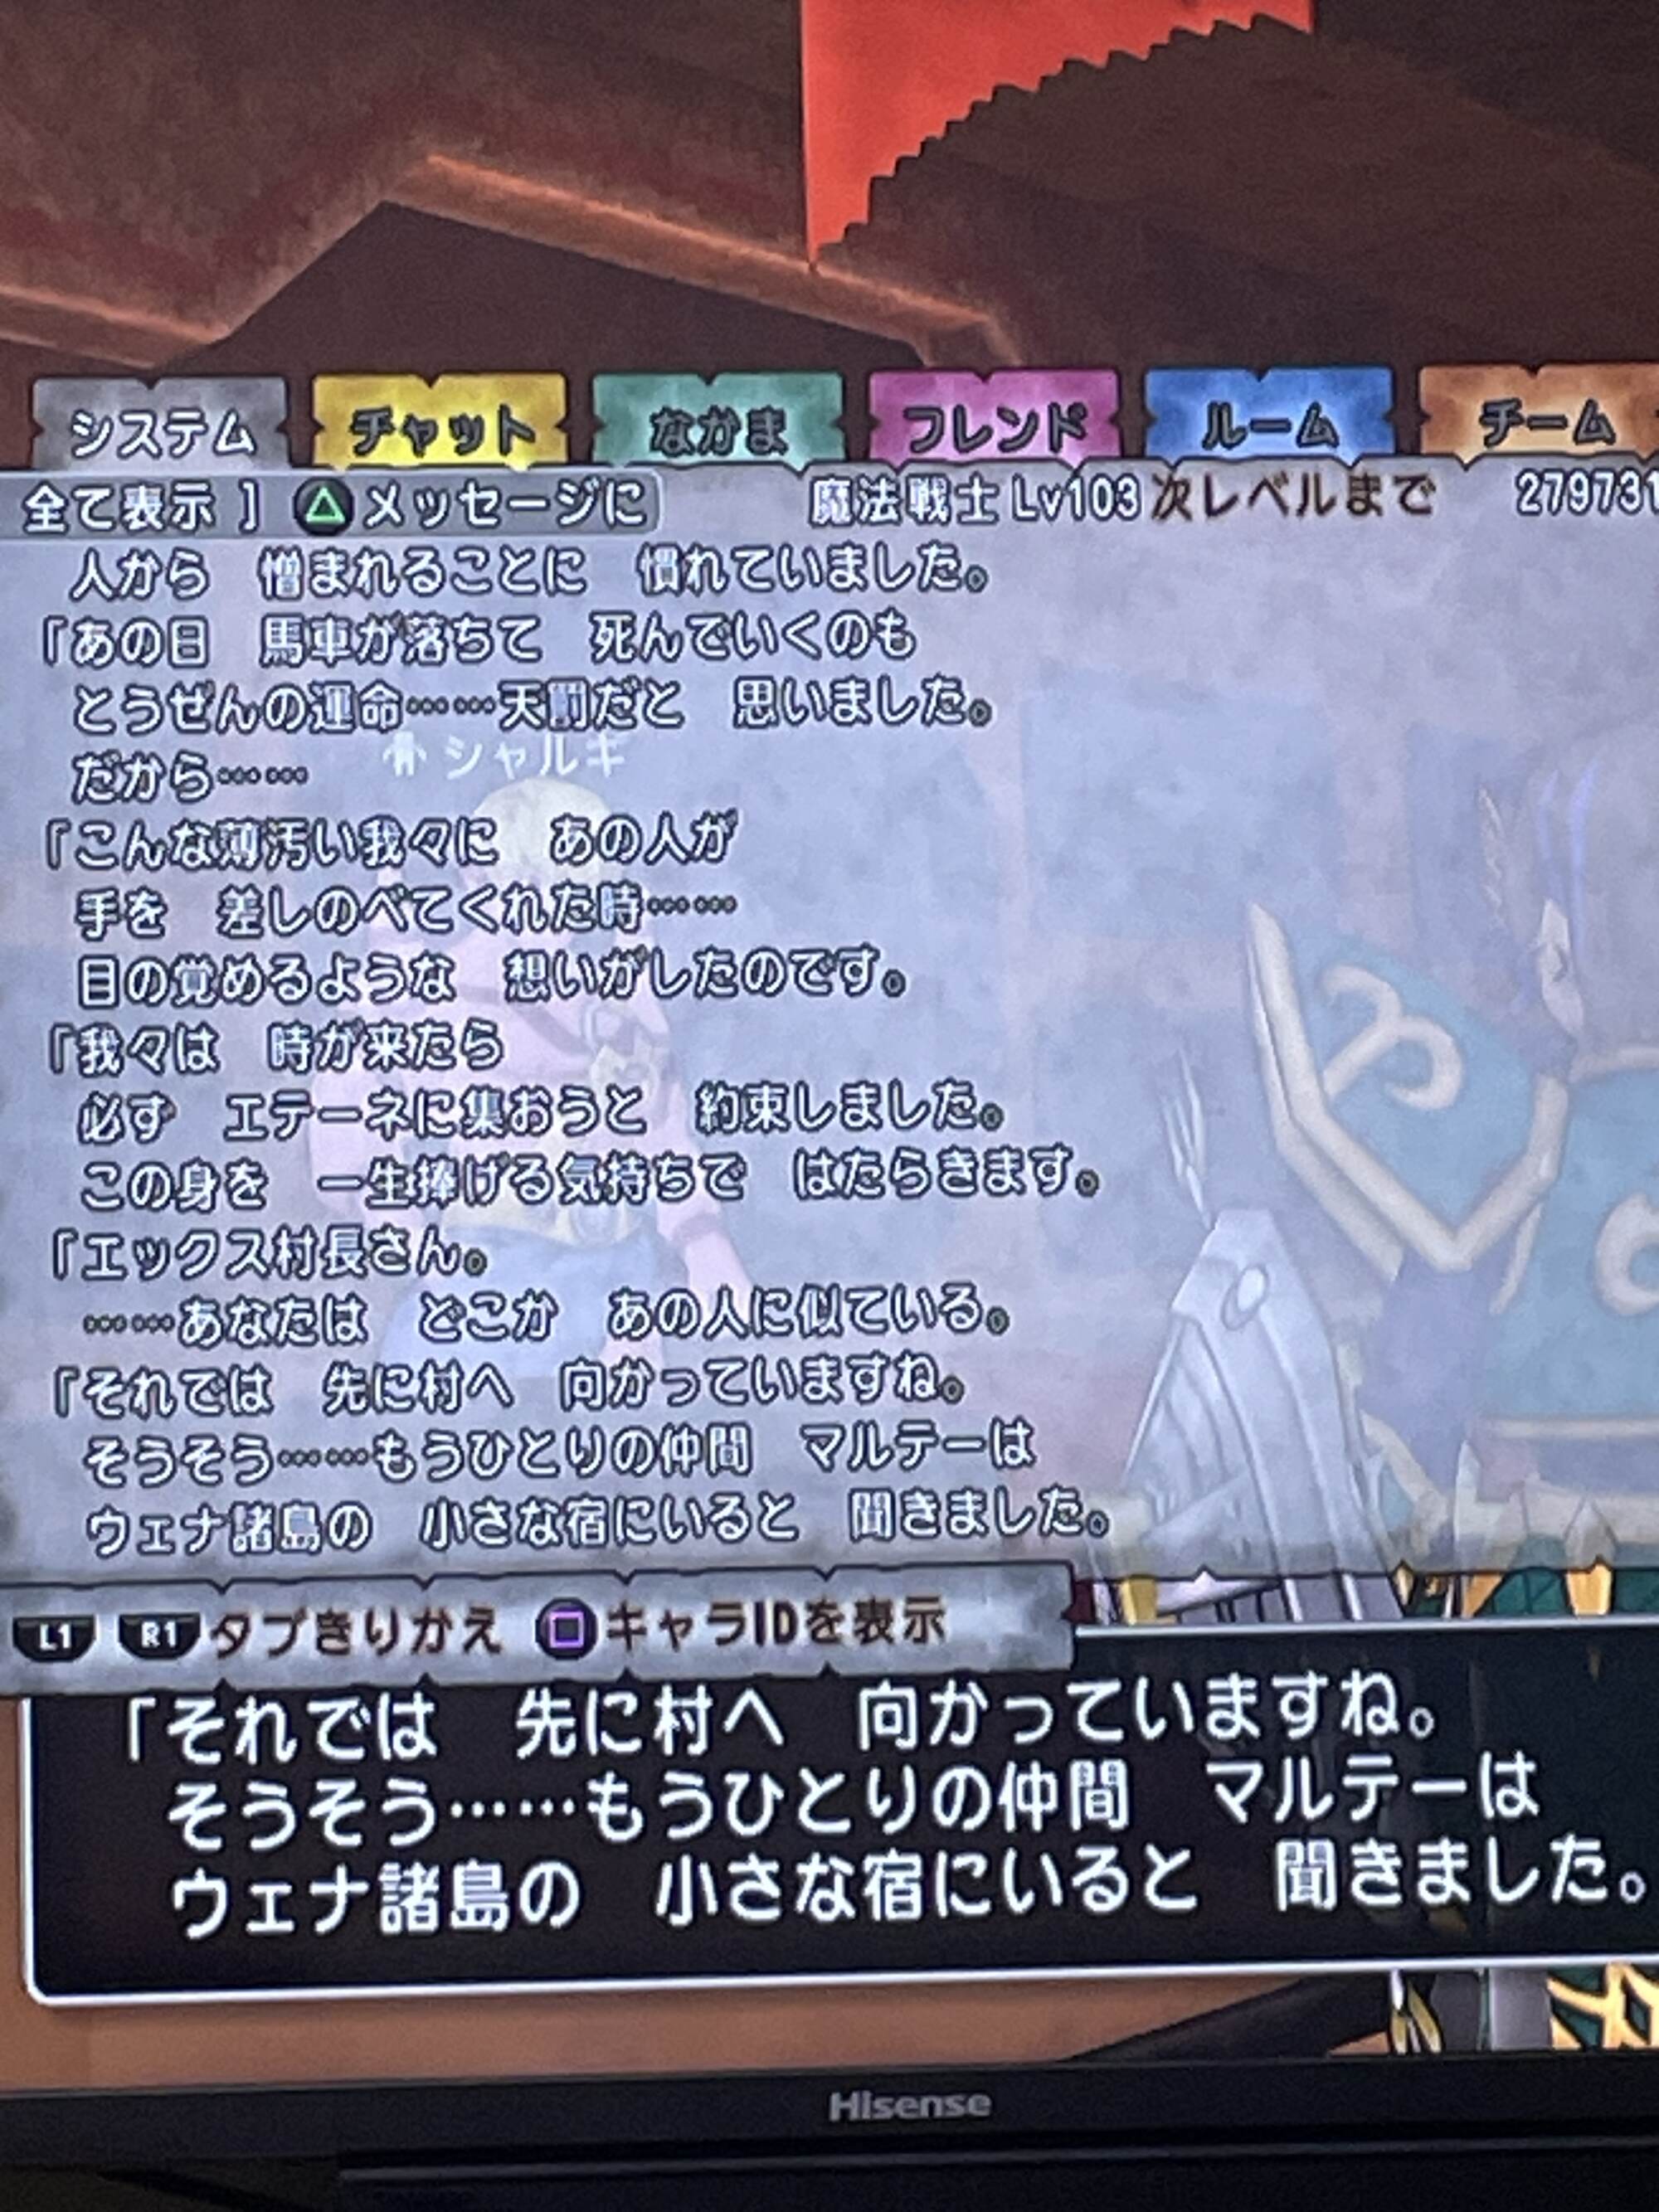 システム
チャット
なかま
フレンド
ルーム
チーム
全て表示 ] △メッセージに
魔法戦士 Lv103 次レベルまで 279731
人から　憎まれることに　慣れていました。
「あの日　馬車が落ちて　死んでいくのも
とうぜんの運命……天罰だと　思いました。
だから……
シャルキ
「こんな薄汚い我々に　あの人が
手を　差しのべてくれた時……
目の覚めるような　想いがしたのです。
「我々は　時が来たら
必ず　エテーネに集おうと　約束しました。
この身を　一生捧げる気持ちで　はたらきます。
「エックス村長さん。
……あなたは　どこか　あの人に似ている。
「それでは　先に村へ　向かっていますね。
そうそう……もうひとりの仲間　マルテーは
ウェナ諸島の　小さな宿にいると　聞きました。
L1 R1 タブきりかえ □キャラIDを表示
「それでは　先に村へ　向かっていますね。
そうそう……もうひとりの仲間　マルテーは
ウェナ諸島の　小さな宿にいると　聞きました。
Hisense